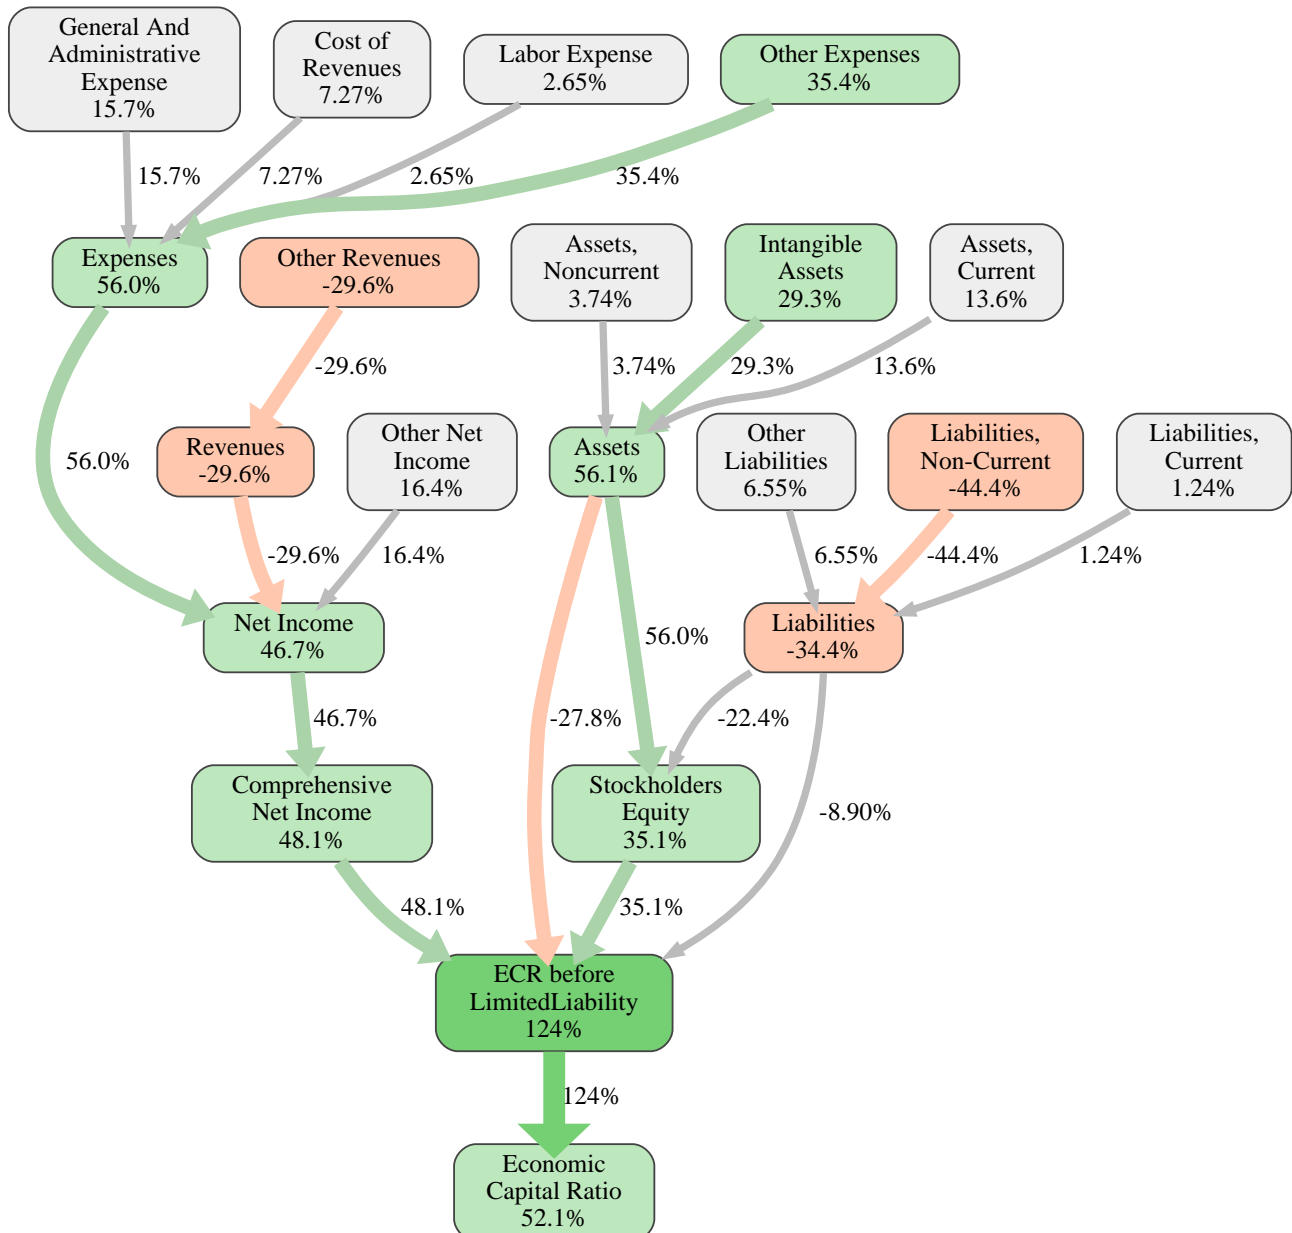 General And
Administrative
Expense
15.7%
Cost of
Revenues
7.27%
Labor Expense
2.65%
Other Expenses
35.4%
15.7%
7.27%
2.65%
35.4%
Expenses
56.0%
Other Revenues
-29.6%
Assets,
Noncurrent
3.74%
Intangible
Assets
29.3%
Assets,
Current
13.6%
-29.6%
3.74%
29.3%
13.6%
56.0%
Revenues
-29.6%
Other Net
Income
16.4%
Assets
56.1%
Other
Liabilities
6.55%
Liabilities,
Non-Current
-44.4%
Liabilities,
Current
1.24%
-29.6%
16.4%
6.55%
-44.4%
1.24%
Net Income
46.7%
56.0%
Liabilities
-34.4%
46.7%
-27.8%
-22.4%
Comprehensive
Net Income
48.1%
Stockholders
Equity
35.1%
-8.90%
48.1%
35.1%
ECR before
LimitedLiability
124%
124%
Economic
Capital Ratio
52.1%